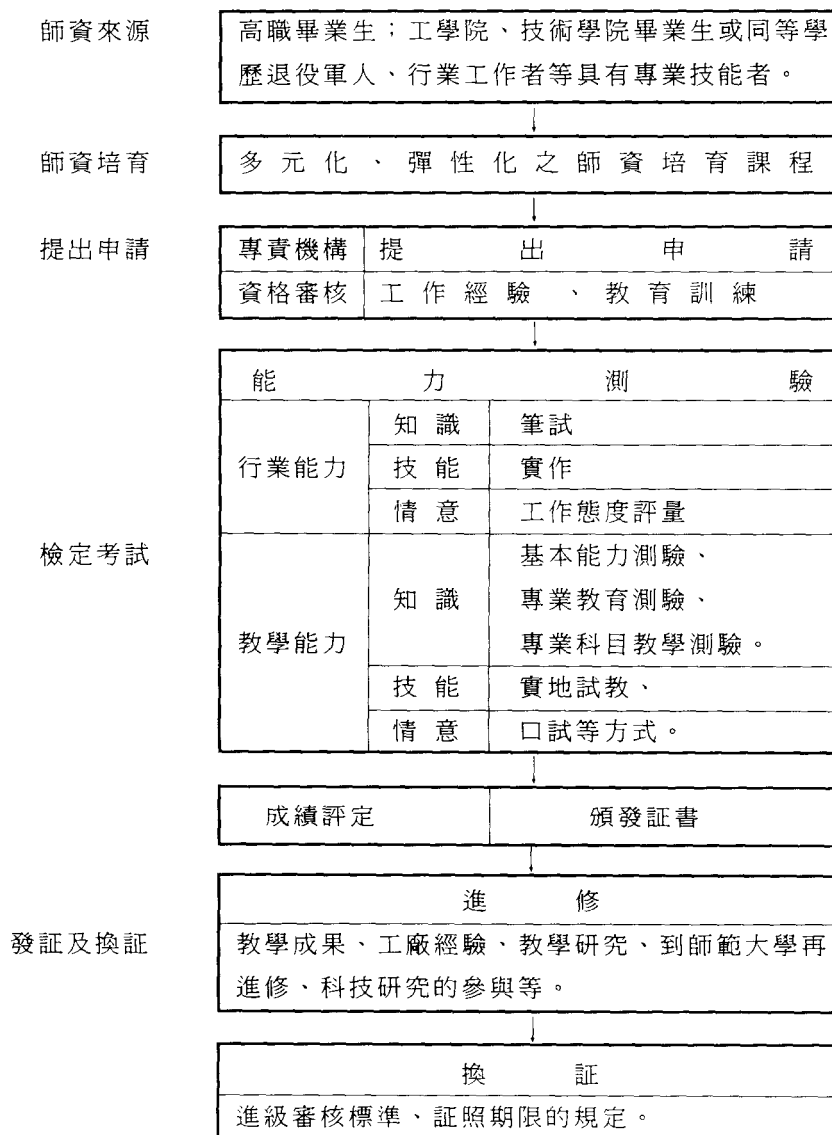 師資來源
高職畢業生；工學院、技術學院畢業生或同等學
歷退役軍人、行業工作者等具有專業技能者。
師資培育
多元化、彈性化之師資培育課程
提出申請
專責機構 提出申請
資格審核 工作經驗、教育訓練
檢定考試
能力測驗
行業能力
知識 筆試
技能 實作
情意 工作態度評量
教學能力
知識
基本能力測驗、
專業教育測驗、
專業科目教學測驗。
技能 實地試教、
情意 口試等方式。
成績評定 頒發証書
發証及換証
進修
教學成果、工廠經驗、教學研究、到師範大學再
進修、科技研究的參與等。
換証
進級審核標準、証照期限的規定。